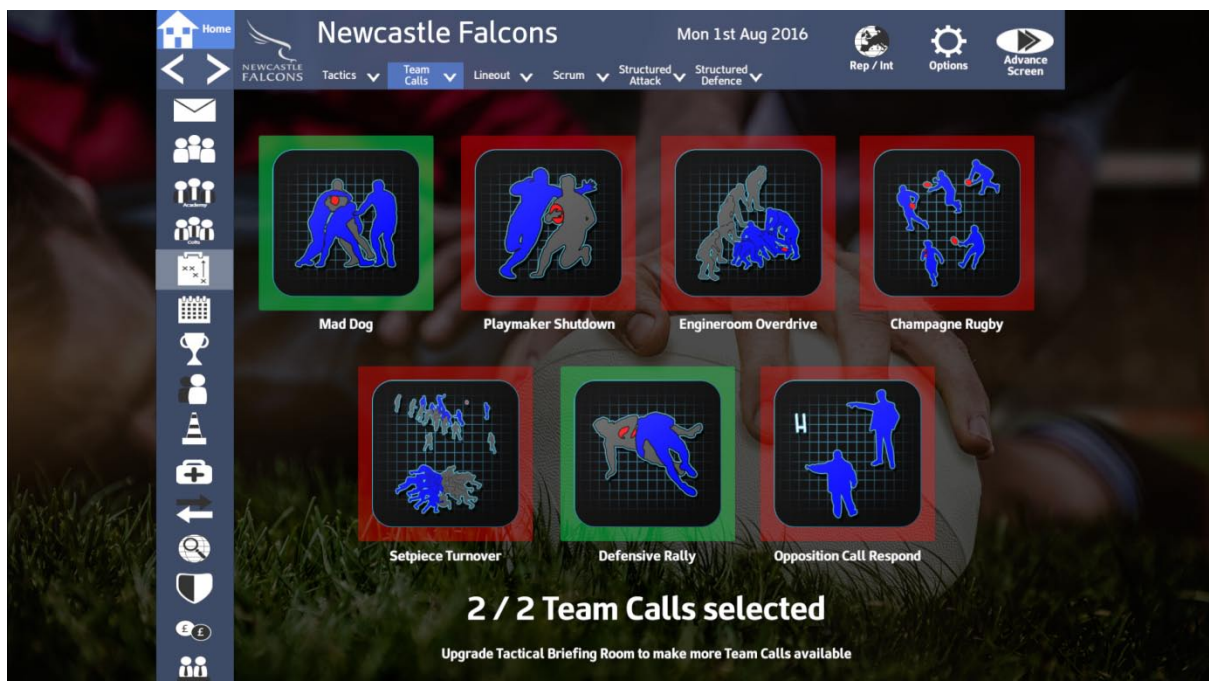 Home
Newcastle Falcons
Mon 1st Aug 2016
NEWCASTLE
FALCONS
Tactics
Team
Calls
Lineout
Scrum
Structured
Attack
Structured
Defence
Rep / Int
Options
Advance
Screen
Academy
Colts
Mad Dog
Playmaker Shutdown
Engineroom Overdrive
Champagne Rugby
Setpiece Turnover
Defensive Rally
Opposition Call Respond
2 / 2 Team Calls selected
Upgrade Tactical Briefing Room to make more Team Calls available